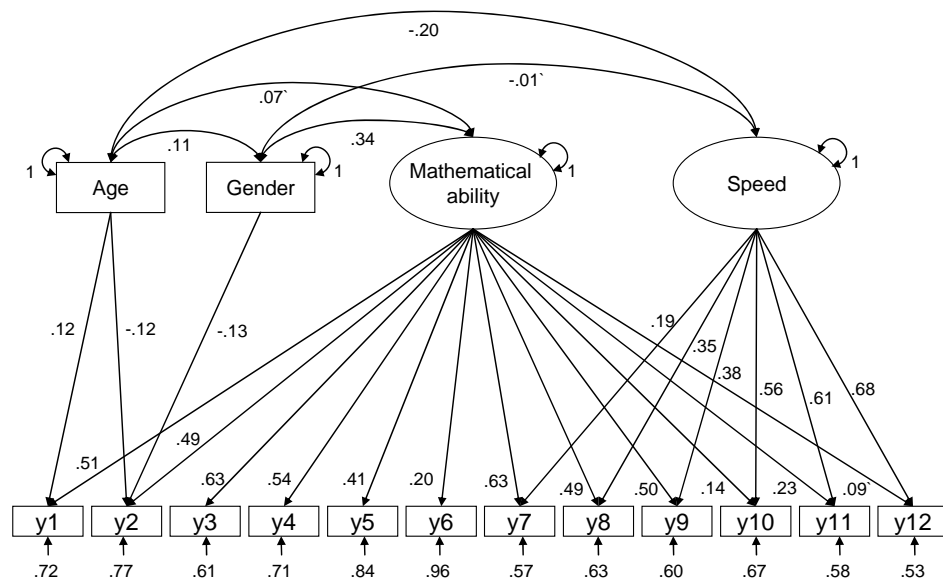 -.20
.07`
-.01`
.11
.34
1
Age
Gender
1
Mathematical
ability
1
Speed
1
.12
-.12
-.13
.19
.35
.38
.56
.61
.68
.51
.49
.63
.54
.41
.20
.63
.49
.50
.14
.23
.09`
y1
y2
y3
y4
y5
y6
y7
y8
y9
y10
y11
y12
.72
.77
.61
.71
.84
.96
.57
.63
.60
.67
.58
.53